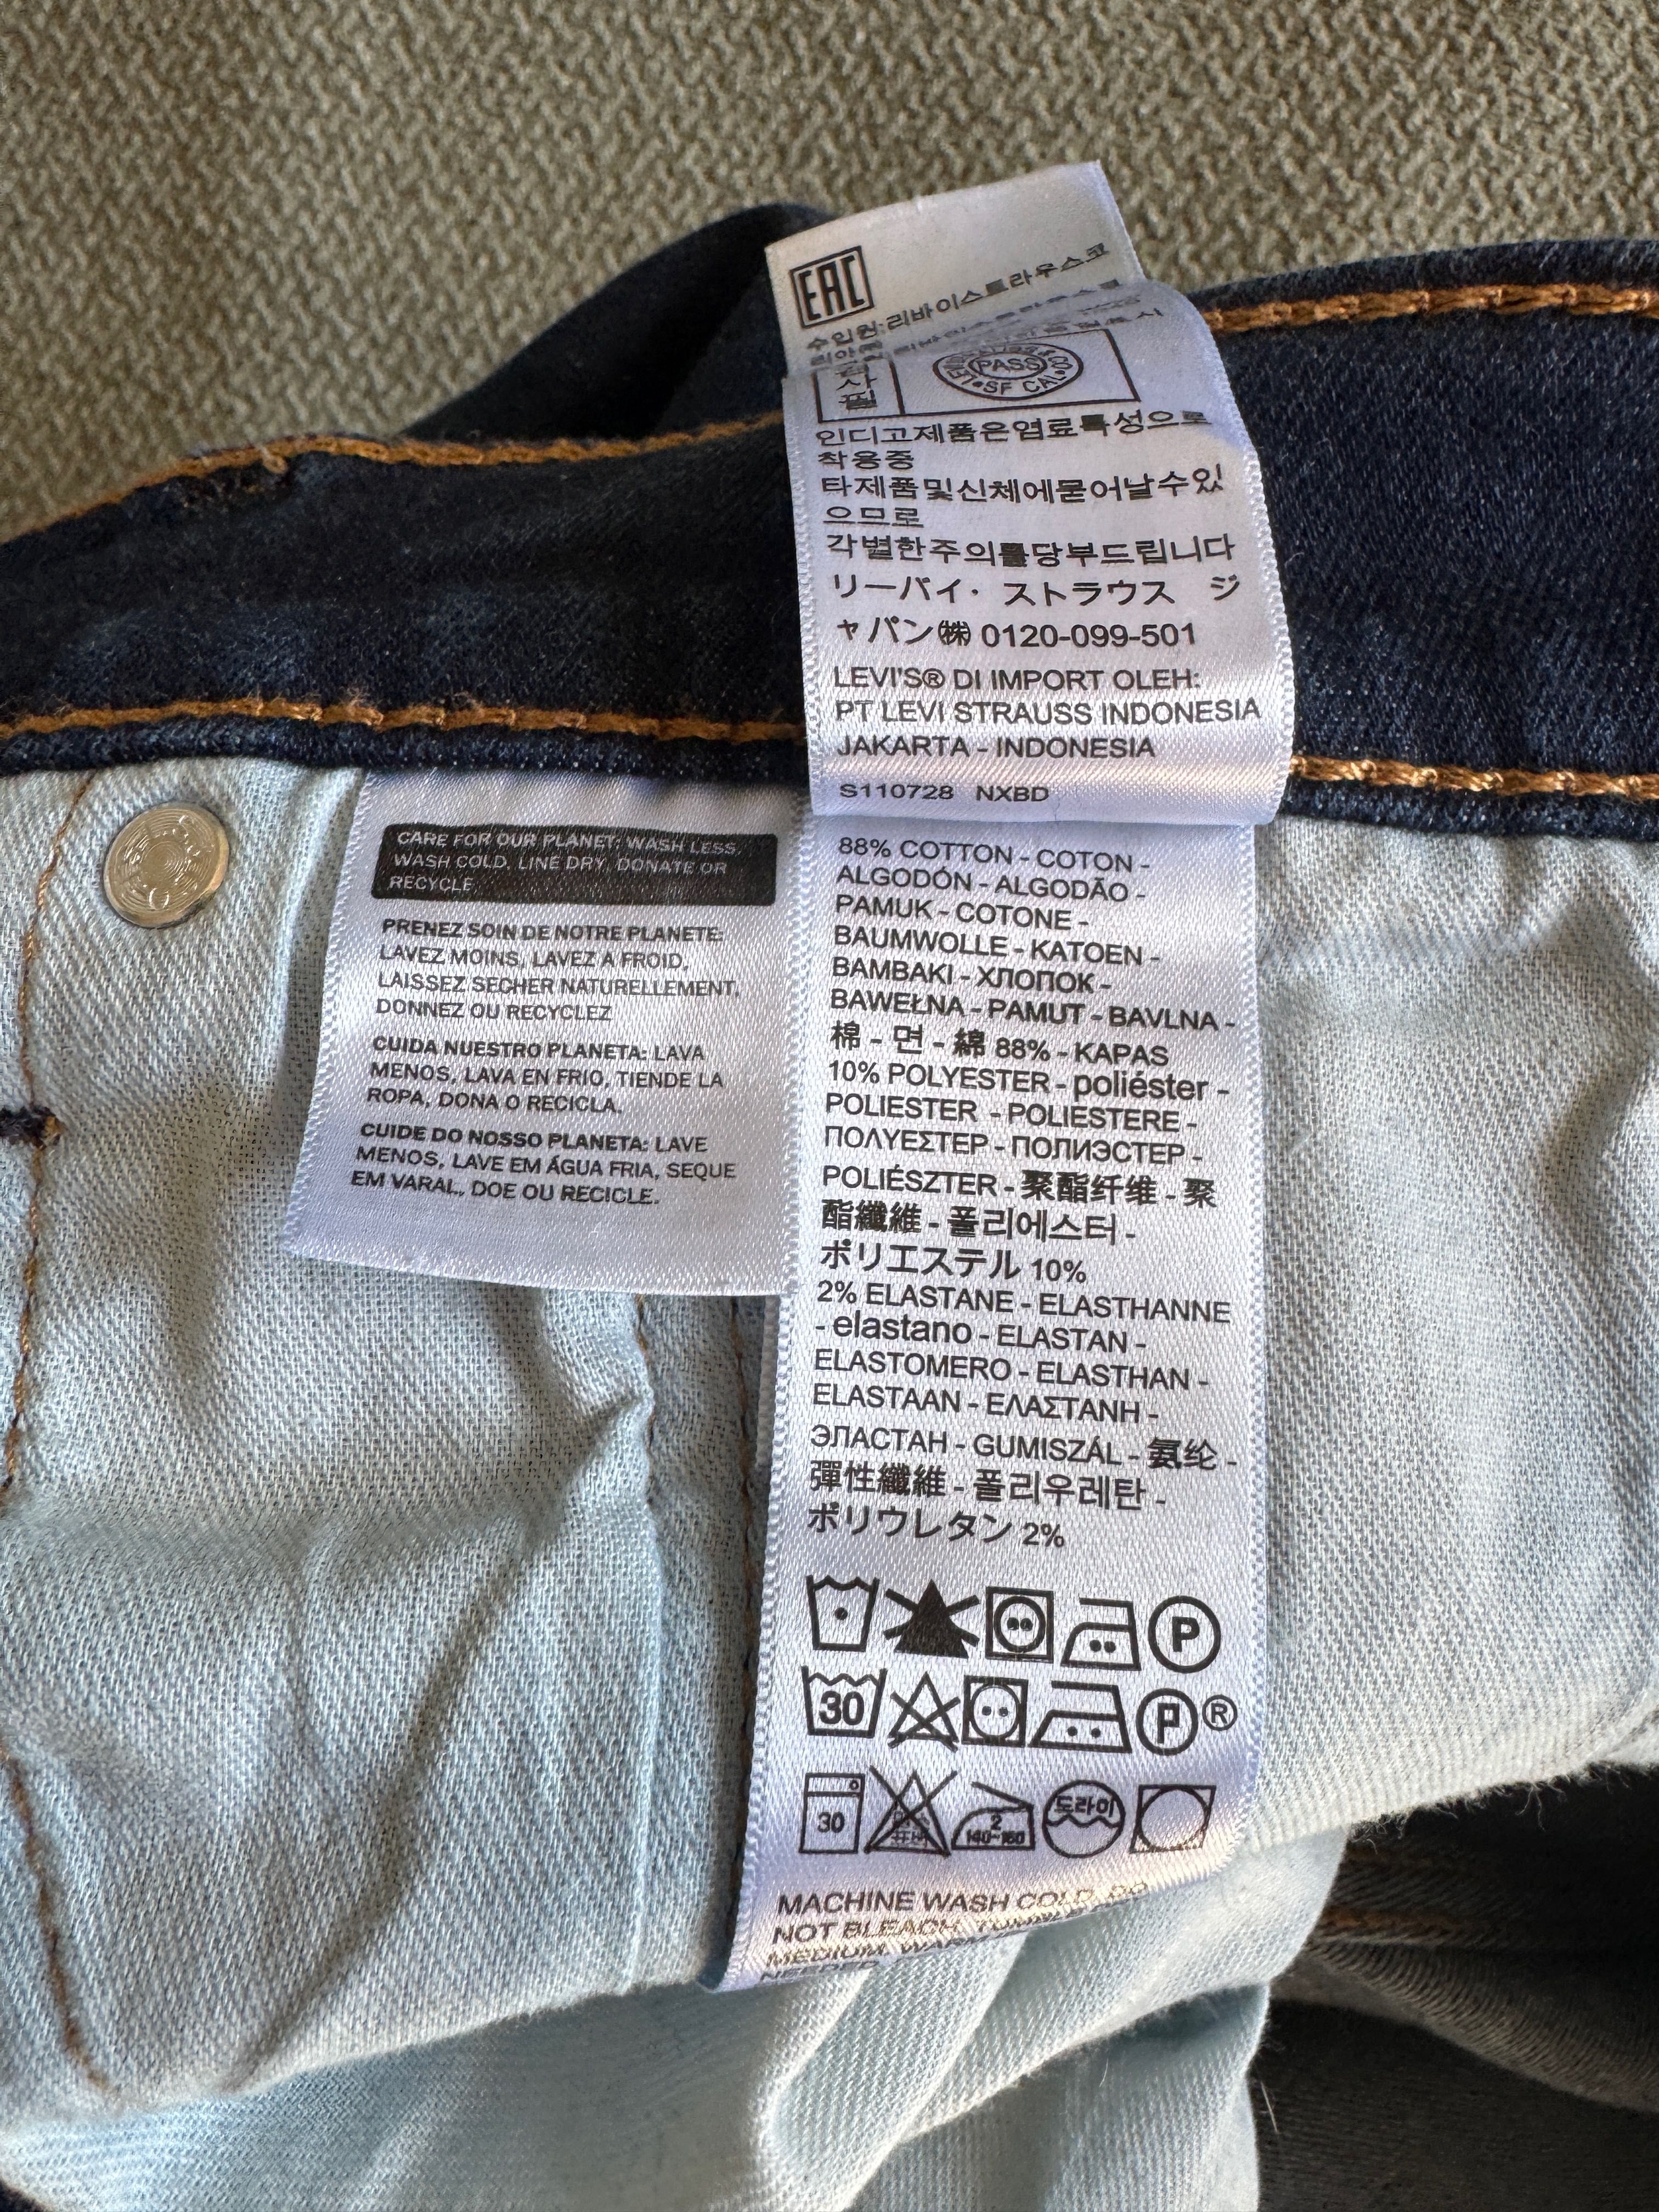 EAC
수입원:리바이스트라우스코
검사필
PASS
SF CAL
인디고제품은염료특성으로
착용중
타제품및신체에묻어날수있
으므로
각별한주의를당부드립니다
リーバイ・ストラウス ジ
ャパン㈱ 0120-099-501
LEVI'S® DI IMPORT OLEH:
PT LEVI STRAUSS INDONESIA
JAKARTA - INDONESIA
S110728 NXBD
CARE FOR OUR PLANET: WASH LESS,
WASH COLD, LINE DRY, DONATE OR
RECYCLE
PRENEZ SOIN DE NOTRE PLANETE:
LAVEZ MOINS, LAVEZ A FROID,
LAISSEZ SECHER NATURELLEMENT,
DONNEZ OU RECYCLEZ
CUIDA NUESTRO PLANETA: LAVA
MENOS, LAVA EN FRIO, TIENDE LA
ROPA, DONA O RECICLA.
CUIDE DO NOSSO PLANETA: LAVE
MENOS, LAVE EM ÁGUA FRIA, SEQUE
EM VARAL, DOE OU RECICLE.
88% COTTON - COTON -
ALGODÓN - ALGODÃO -
PAMUK - COTONE -
BAUMWOLLE - KATOEN -
BAMBAKI - ХЛОПОК -
BAWEŁNA - PAMUT - BAVLNA -
棉 - 면 - 綿 88% - KAPAS
10% POLYESTER - poliéster -
POLIESTER - POLIESTERE -
ΠΟΛΥΕΣΤΕΡ - ПОЛИЭСТЕР -
POLIÉSZTER - 聚酯纤维 - 聚
酯纖維 - 폴리에스터 -
ポリエステル 10%
2% ELASTANE - ELASTHANNE
- elastano - ELASTAN -
ELASTOMERO - ELASTHAN -
ELASTAAN - ΕΛΑΣΤΑΝΗ -
ЭЛАСТАН - GUMISZÁL - 氨纶 -
彈性纖維 - 폴리우레탄 -
ポリウレタン 2%
P
30 P ®
30 2 140~160 드라이
MACHINE WASH COLD, DO
NOT BLEACH, TUMBLE
MEDIUM, WARM
NEEDED